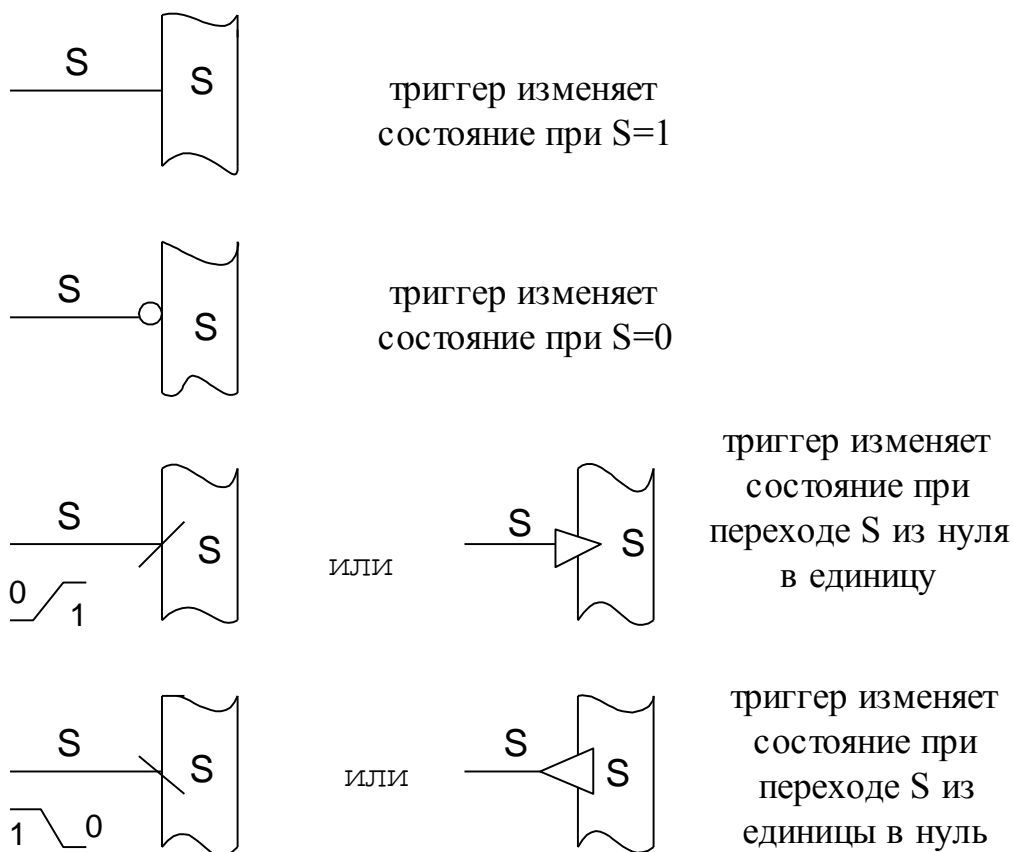 S
S
триггер изменяет
состояние при S=1
S
S
триггер изменяет
состояние при S=0
S
S
0
1
или
S
S
триггер изменяет
состояние при
переходе S из нуля
в единицу
S
S
1
0
или
S
S
триггер изменяет
состояние при
переходе S из
единицы в нуль